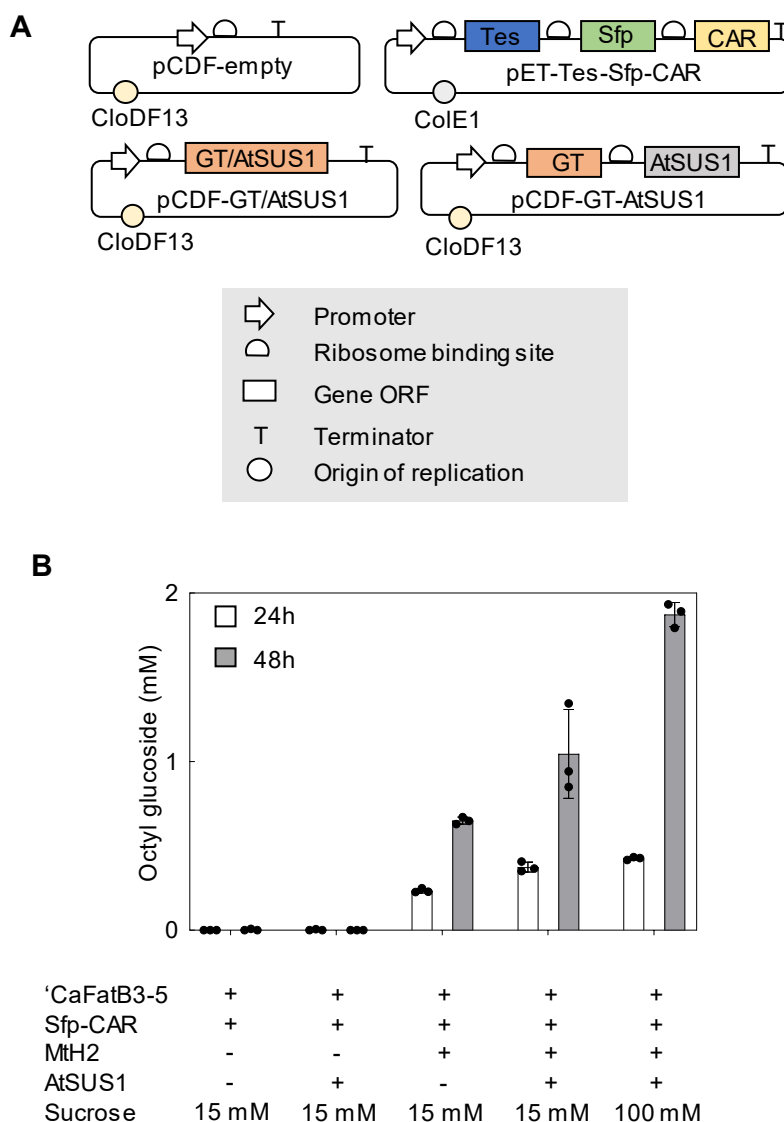 A
pCDF-empty
CloDF13
Tes
Sfp
CAR
T
pET-Tes-Sfp-CAR
ColE1
GT/AtSUS1
T
pCDF-GT/AtSUS1
CloDF13
GT
AtSUS1
T
pCDF-GT-AtSUS1
CloDF13
T
Promoter
Ribosome binding site
Gene ORF
T Terminator
Origin of replication
B
Octyl glucoside (mM)
2
1
0
24h
48h
‘CaFatB3-5 + + + + +
Sfp-CAR + + + + +
MtH2 - - + + +
AtSUS1 - + - + +
Sucrose 15 mM 15 mM 15 mM 15 mM 100 mM